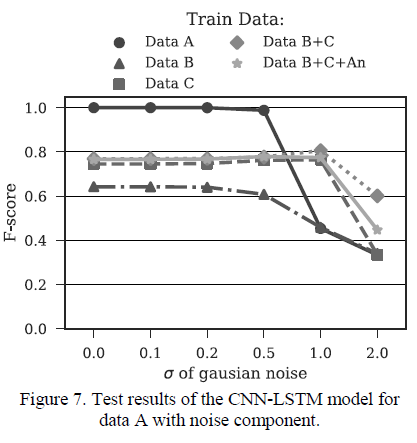 Train Data:
Data A
Data B+C
Data B
Data B+C+An
Data C
1.0
0.8
0.6
0.4
0.2
0.0
F-score
0.0 0.1 0.2 0.5 1.0 2.0
σ of gausian noise
Figure 7. Test results of the CNN-LSTM model for
data A with noise component.